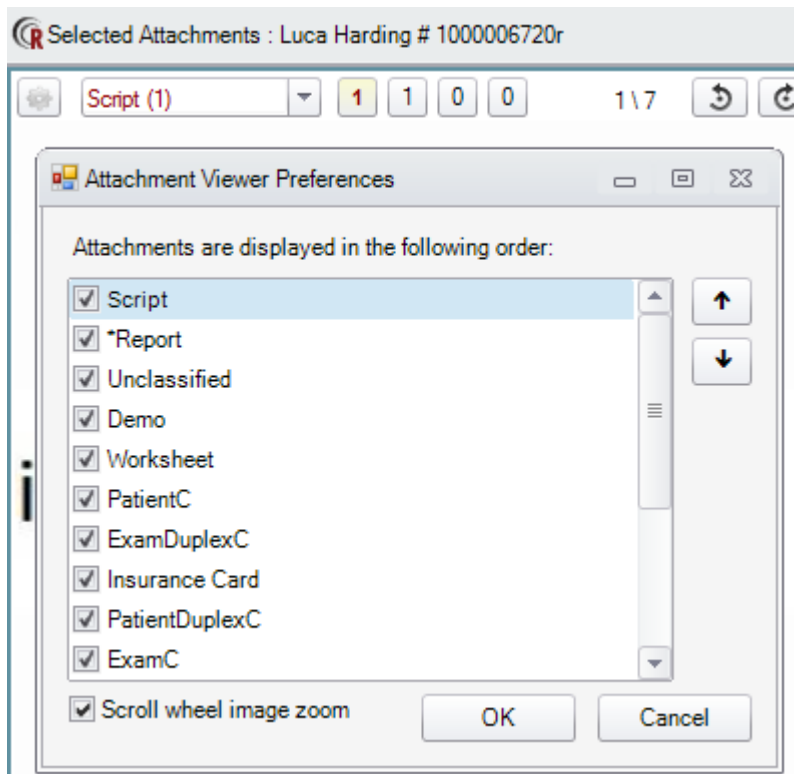 Selected Attachments : Luca Harding # 1000006720r
Script (1) 1 1 0 0 1 \ 7
Attachment Viewer Preferences
Attachments are displayed in the following order:
Script
*Report
Unclassified
Demo
Worksheet
PatientC
ExamDuplexC
Insurance Card
PatientDuplexC
ExamC
Scroll wheel image zoom OK Cancel